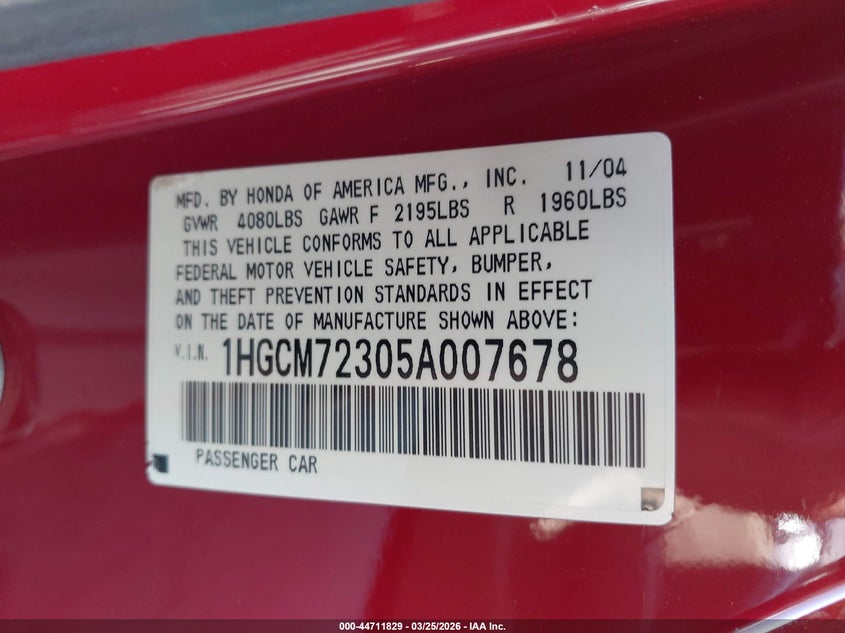 MFD. BY HONDA OF AMERICA MFG., INC. 11/04
GVWR 4080LBS GAWR F 2195LBS R 1960LBS
THIS VEHICLE CONFORMS TO ALL APPLICABLE
FEDERAL MOTOR VEHICLE SAFETY, BUMPER,
AND THEFT PREVENTION STANDARDS IN EFFECT
ON THE DATE OF MANUFACTURE SHOWN ABOVE:
V.I.N. 1HGCM72305A007678
PASSENGER CAR
000-44711829 - 03/25/2026 - IAA Inc.